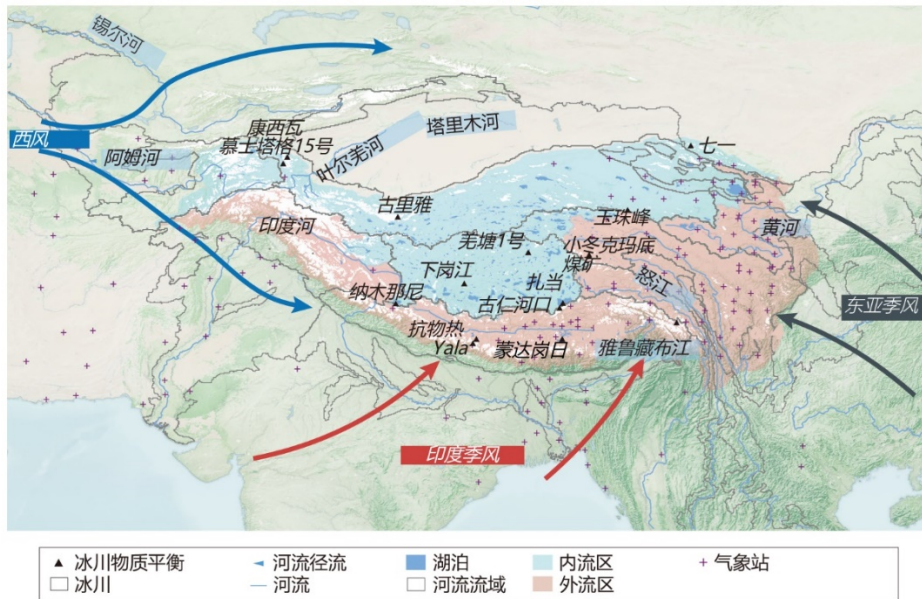 锡尔河
西风
康西瓦
慕士塔格15号
阿姆河
叶尔羌河
塔里木河
七一
古里雅
印度河
羌塘1号
玉珠峰
黄河
小冬克玛底
煤矿
下岗江
扎当
怒江
纳木那尼
古仁河口
东亚季风
抗物热
Yala
蒙达岗日
雅鲁藏布江
印度季风
冰川物质平衡
河流径流
湖泊
内流区
气象站
冰川
河流
河流流域
外流区